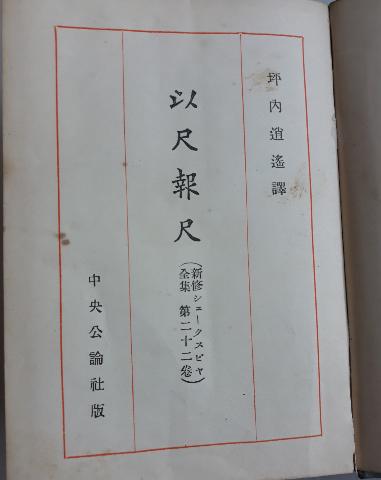 坪内逍遙譯
以尺報尺
(新修シェークスピヤ
全集 第二十二卷)
中央公論社版